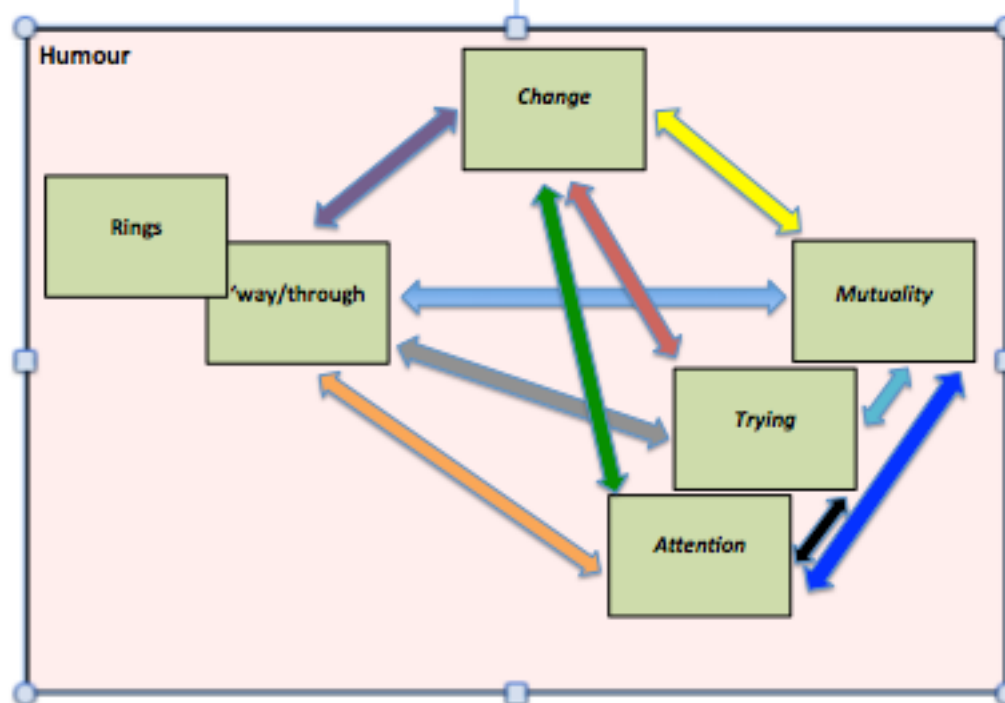 Humour
Change
Rings
‘way/through
Mutuality
Trying
Attention